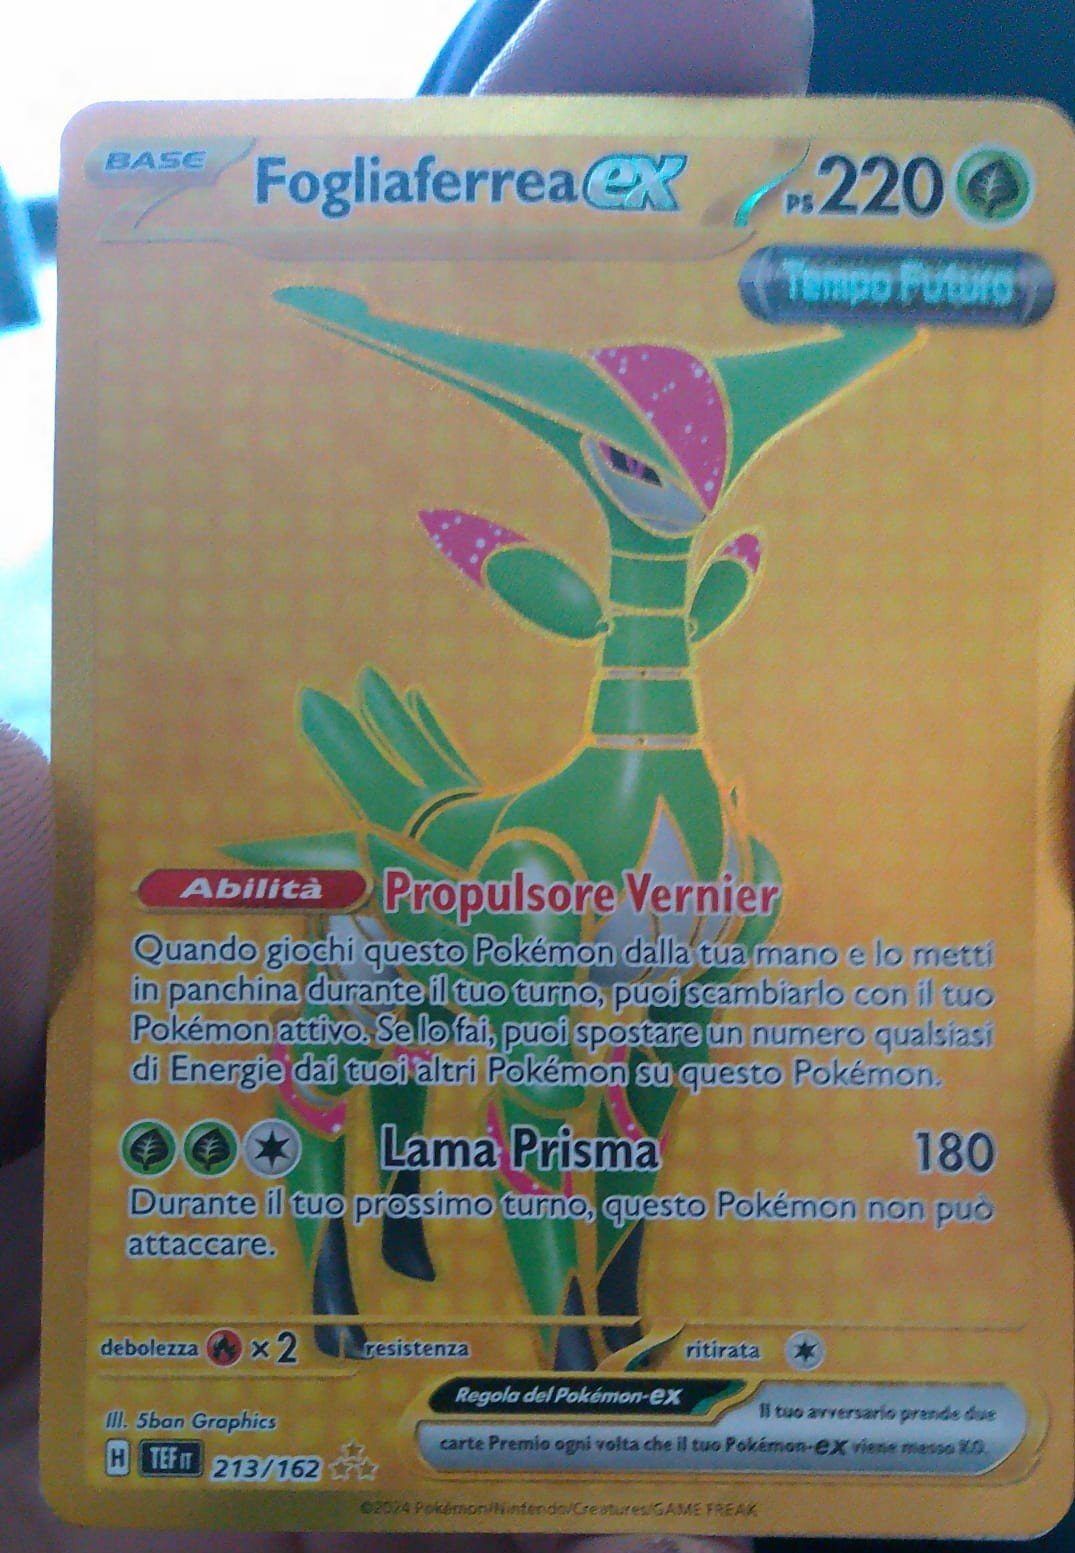 BASE
Fogliaferrea ex
PS 220
Tempo Futuro
Abilità Propulsore Vernier
Quando giochi questo Pokémon dalla tua mano e lo metti
in panchina durante il tuo turno, puoi scambiarlo con il tuo
Pokémon attivo. Se lo fai, puoi spostare un numero qualsiasi
di Energie dai tuoi altri Pokémon su questo Pokémon.
Lama Prisma 180
Durante il tuo prossimo turno, questo Pokémon non può
attaccare.
debolezza ×2 resistenza ritirata
Regola del Pokémon-ex
Il tuo avversario prende due
carte Premio ogni volta che il tuo Pokémon-ex viene messo KO.
Ill. 5ban Graphics
H TEF IT 213/162
©2024 Pokémon/Nintendo/Creatures/GAME FREAK